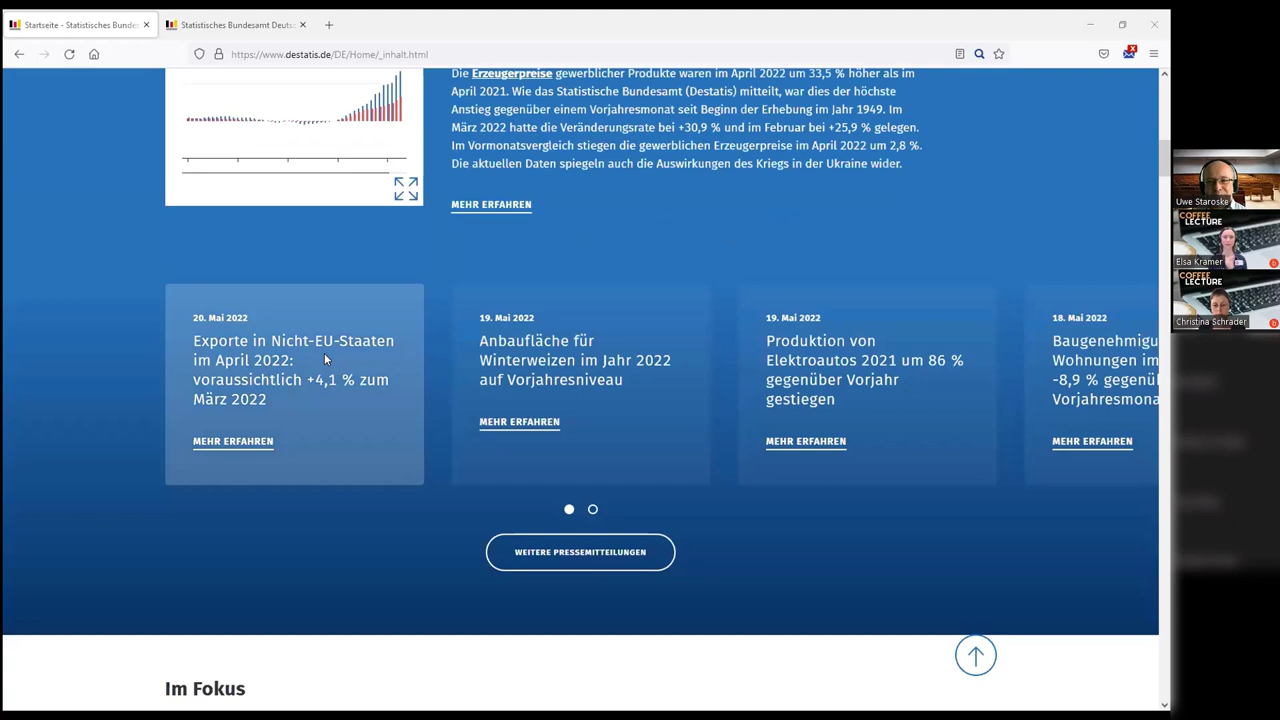 Startseite - Statistisches Bundes
Statistisches Bundesamt Deutsc
https://www.destatis.de/DE/Home/_inhalt.html
Die Erzeugerpreise gewerblicher Produkte waren im April 2022 um 33,5 % höher als im
April 2021. Wie das Statistische Bundesamt (Destatis) mitteilt, war dies der höchste
Anstieg gegenüber einem Vorjahresmonat seit Beginn der Erhebung im Jahr 1949. Im
März 2022 hatte die Veränderungsrate bei +30,9 % und im Februar bei +25,9 % gelegen.
Im Vormonatsvergleich stiegen die gewerblichen Erzeugerpreise im April 2022 um 2,8 %.
Die aktuellen Daten spiegeln auch die Auswirkungen des Kriegs in der Ukraine wider.
MEHR ERFAHREN
20. Mai 2022
Exporte in Nicht-EU-Staaten
im April 2022:
voraussichtlich +4,1 % zum
März 2022
MEHR ERFAHREN
19. Mai 2022
Anbaufläche für
Winterweizen im Jahr 2022
auf Vorjahresniveau
MEHR ERFAHREN
19. Mai 2022
Produktion von
Elektroautos 2021 um 86 %
gegenüber Vorjahr
gestiegen
MEHR ERFAHREN
18. Mai 2022
Baugenehmigu
Wohnungen im
-8,9 % gegenü
Vorjahresmona
MEHR ERFAHREN
WEITERE PRESSEMITTEILUNGEN
Im Fokus
Uwe Staroske
COFFEE
LECTURE
Elsa Kramer
COFFEE
LECTURE
Christina Schrader